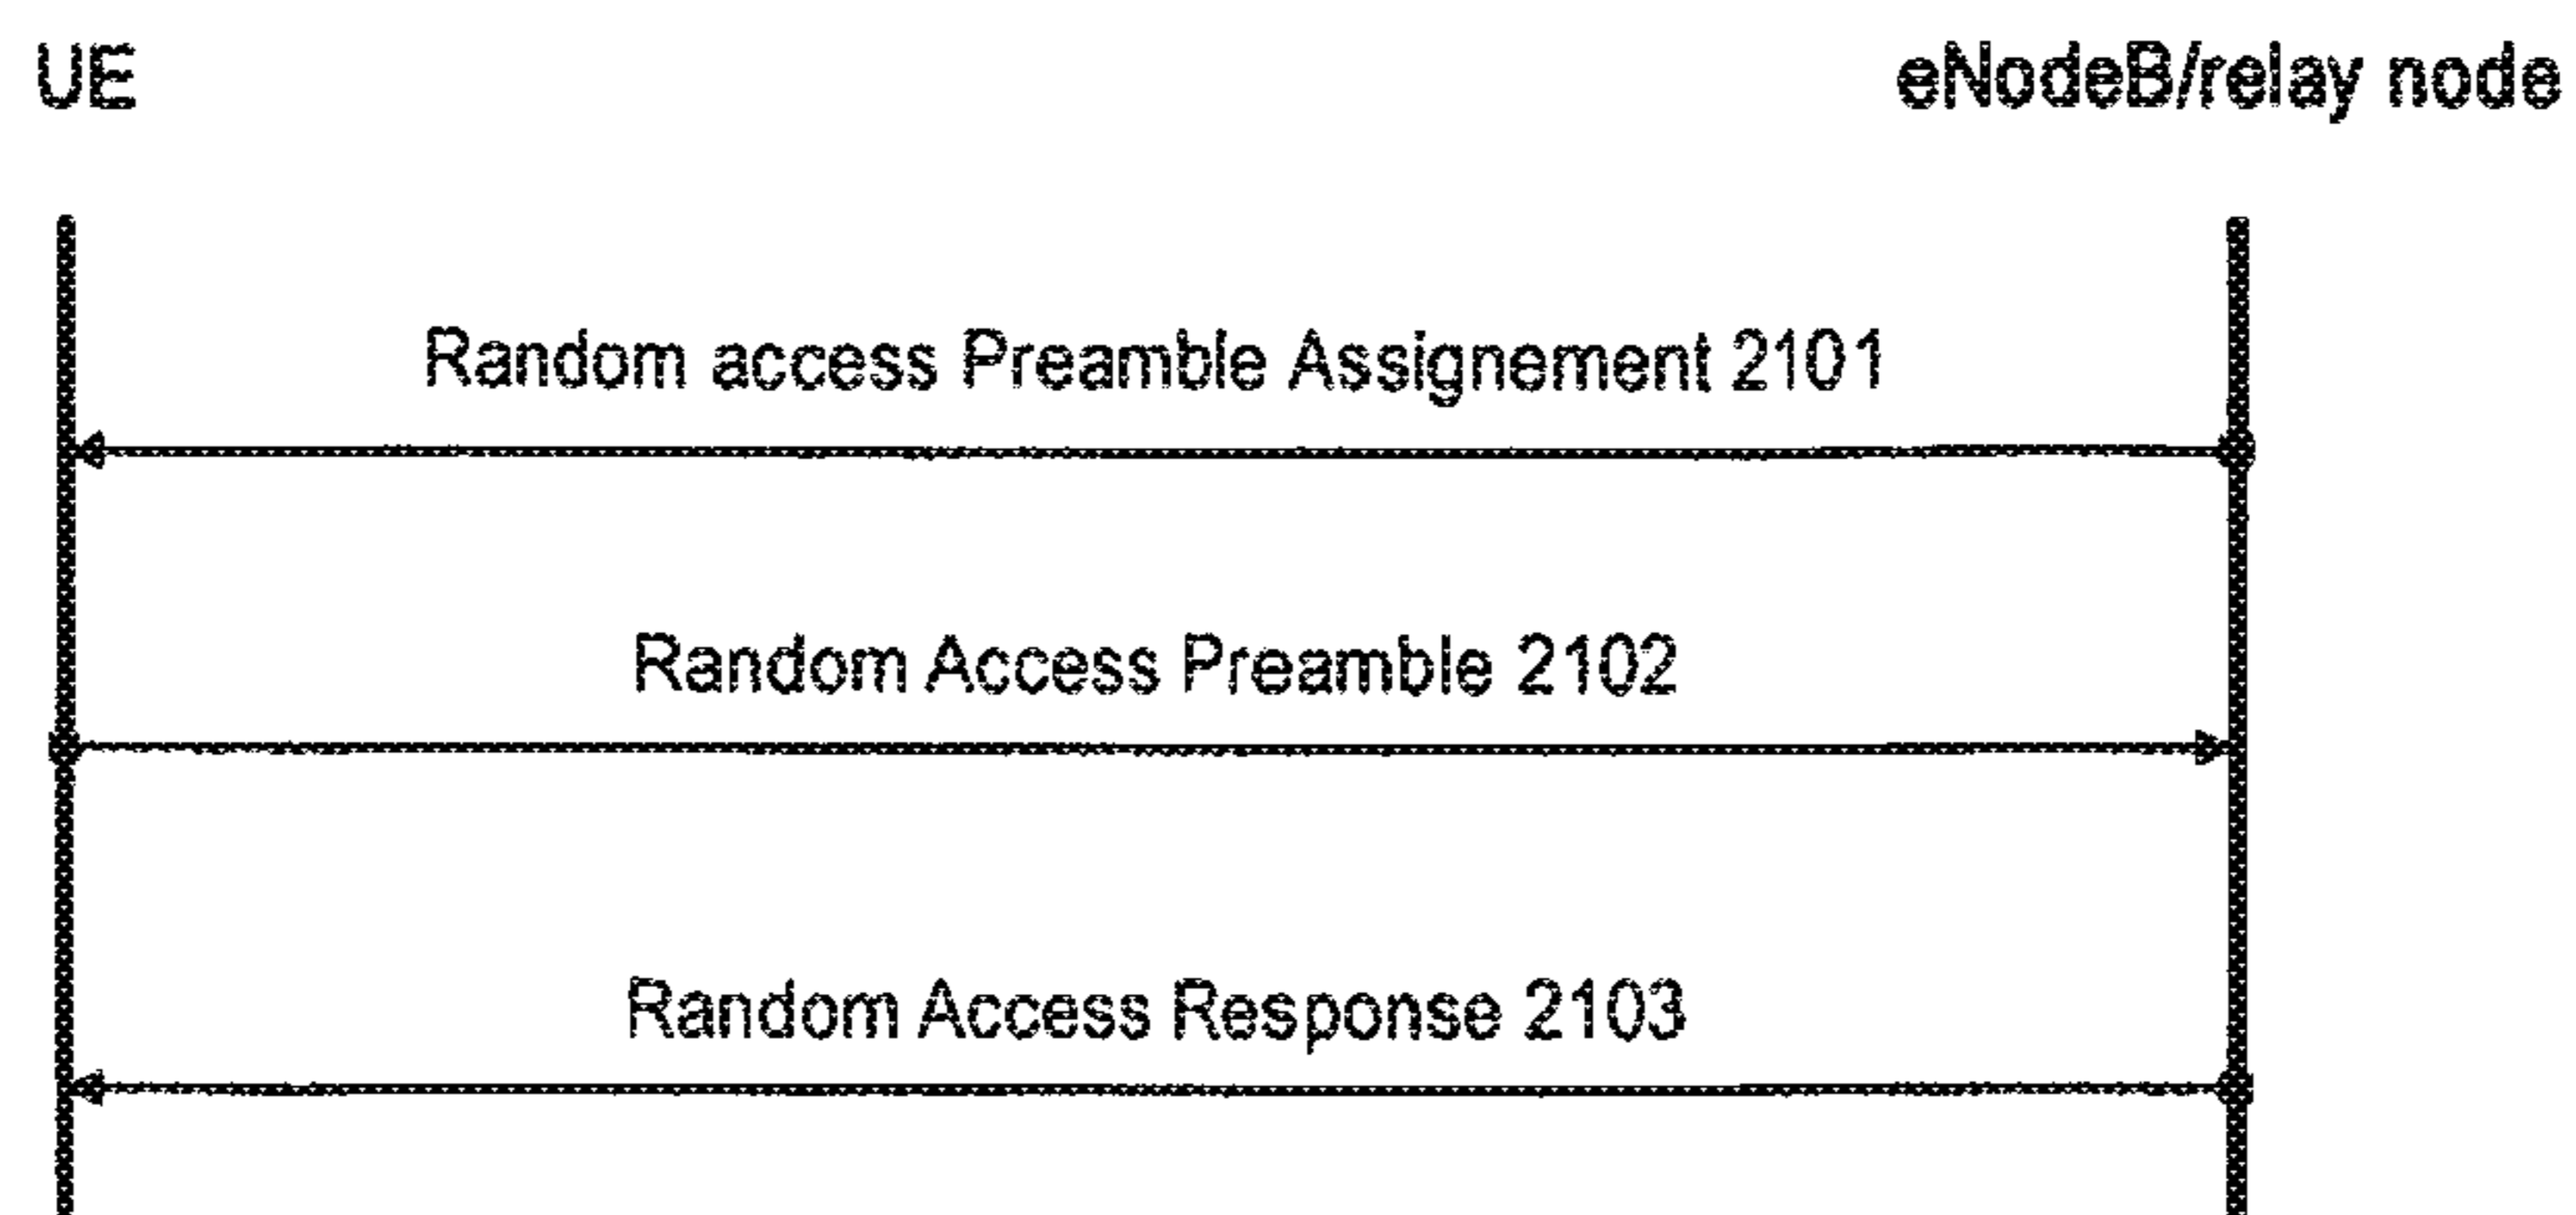 UE
eNodeB/relay node
Random access Preamble Assignement 2101
Random Access Preamble 2102
Random Access Response 2103